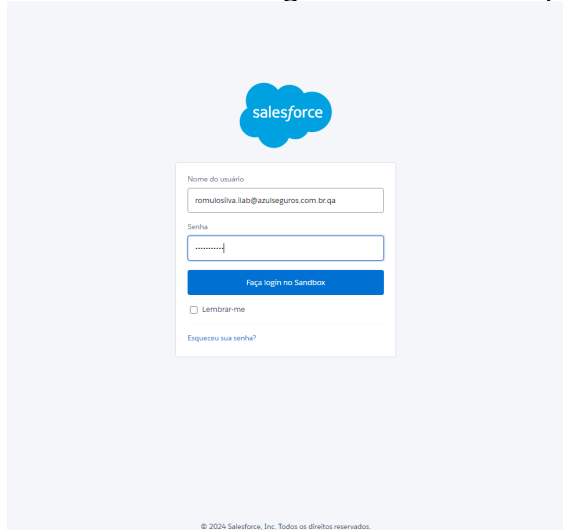 salesforce
Nome do usuário
romulosilva.ilab@azulseguros.com.br.qa
Senha
Faça login no Sandbox
Lembrar-me
Esqueceu sua senha?
© 2024 Salesforce, Inc. Todos os direitos reservados.